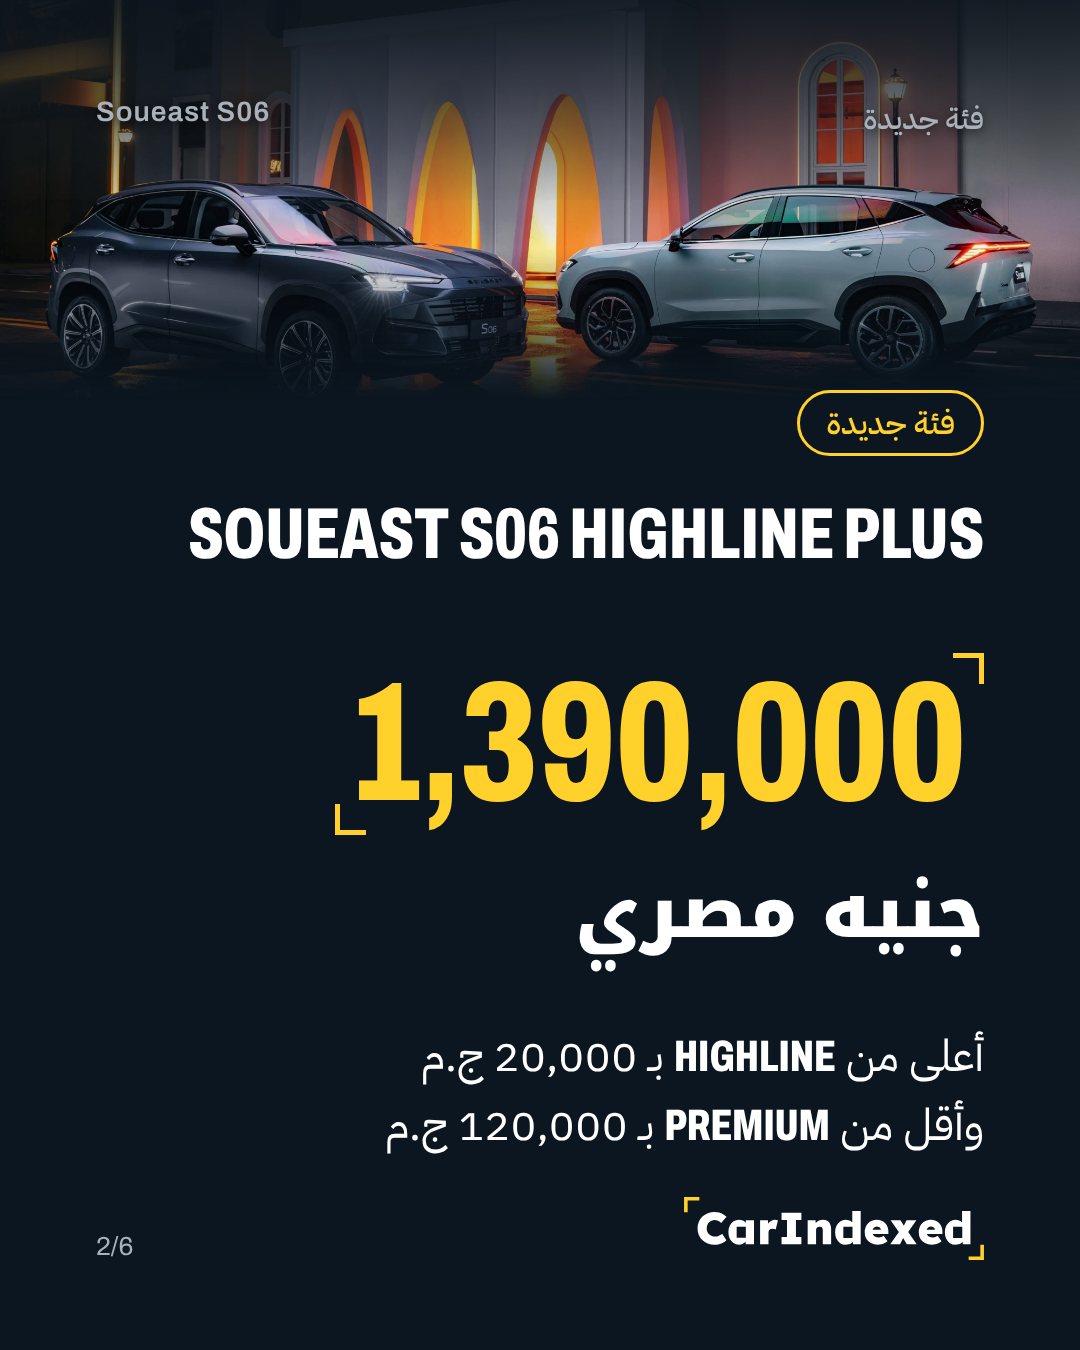 Soueast S06
فئة جديدة
S06
فئة جديدة
SOUEAST S06 HIGHLINE PLUS
1,390,000
جنيه مصري
أعلى من HIGHLINE بـ 20,000 ج.م
وأقل من PREMIUM بـ 120,000 ج.م
CarIndexed
2/6